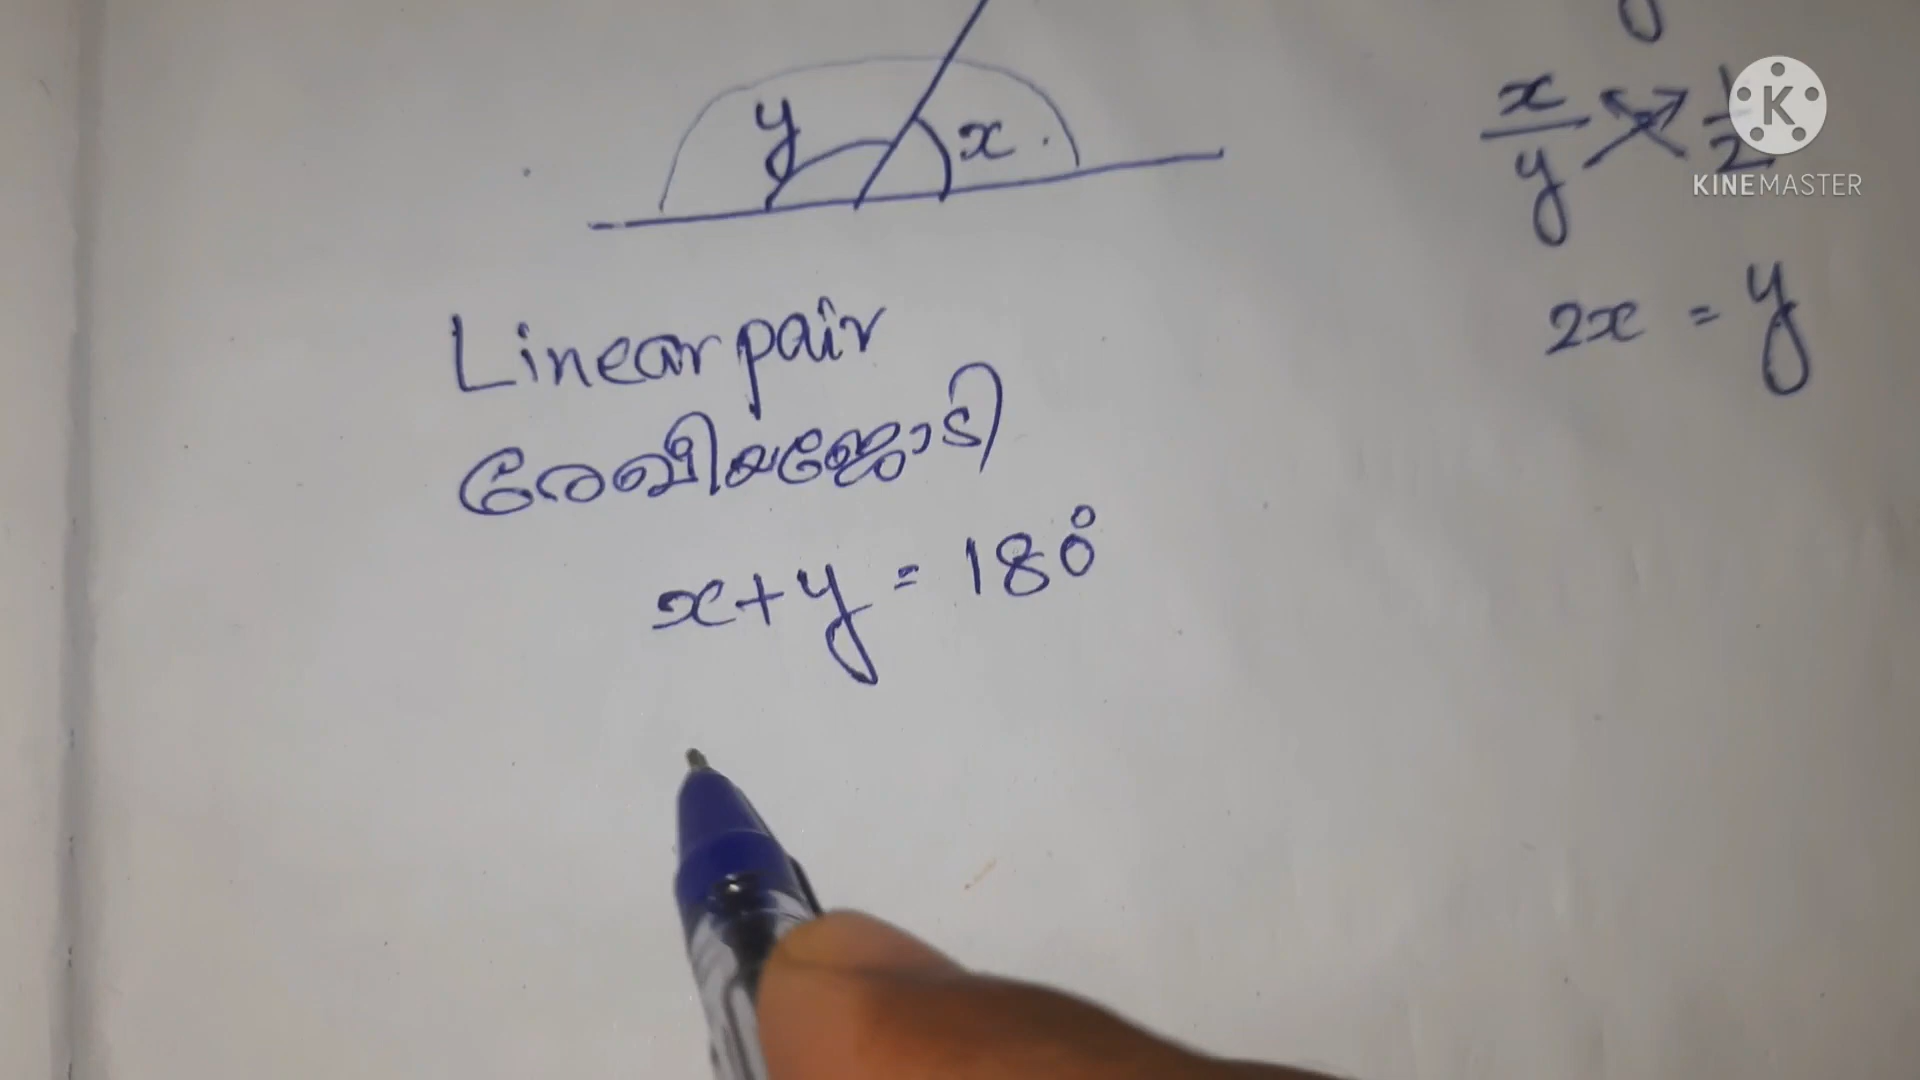 y x
Linear pair
രേഖീയജോടി
x+y = 180°
x/y 1/2
2x = y
KINEMASTER